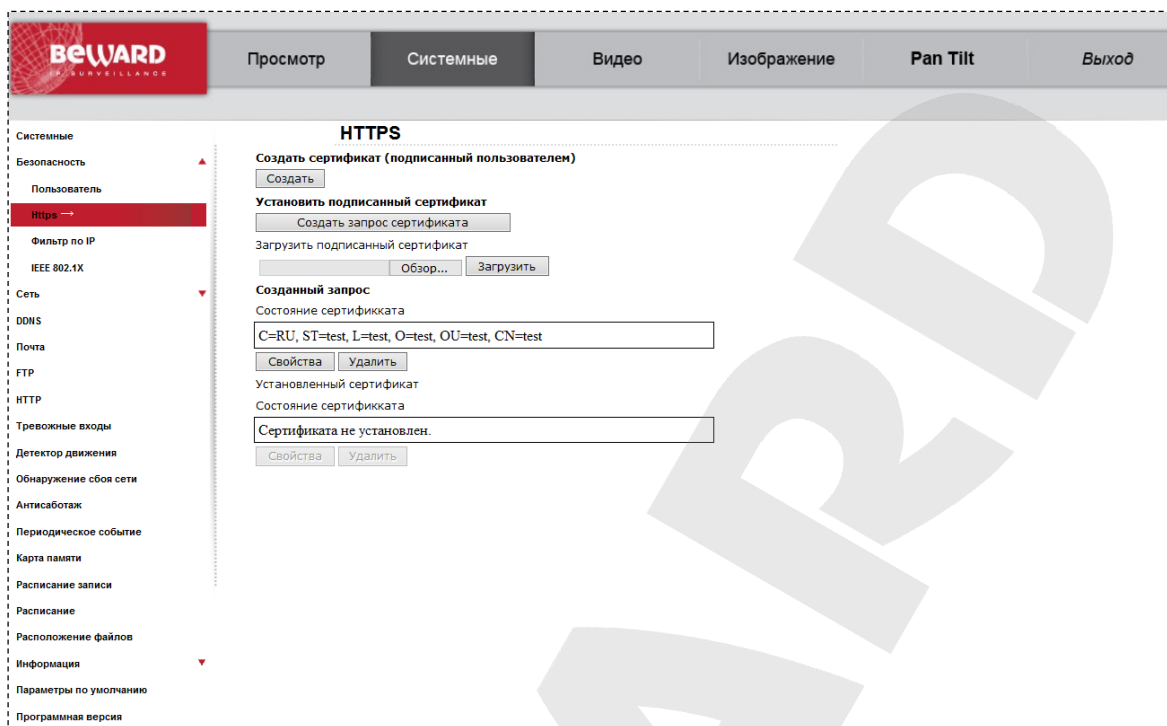 BEWARD
IP SURVEILLANCE
Просмотр
Системные
Видео
Изображение
Pan Tilt
Выход
Системные
Безопасность
Пользователь
Https →
Фильтр по IP
IEEE 802.1X
Сеть
DDNS
Почта
FTP
HTTP
Тревожные входы
Детектор движения
Обнаружение сбоя сети
Антисаботаж
Периодическое событие
Карта памяти
Расписание записи
Расписание
Расположение файлов
Информация
Параметры по умолчанию
Программная версия
HTTPS
Создать сертификат (подписанный пользователем)
Создать
Установить подписанный сертификат
Создать запрос сертификата
Загрузить подписанный сертификат
Обзор... Загрузить
Созданный запрос
Состояние сертификката
C=RU, ST=test, L=test, O=test, OU=test, CN=test
Свойства Удалить
Установленный сертификат
Состояние сертификката
Сертификата не установлен.
Свойства Удалить
ARD